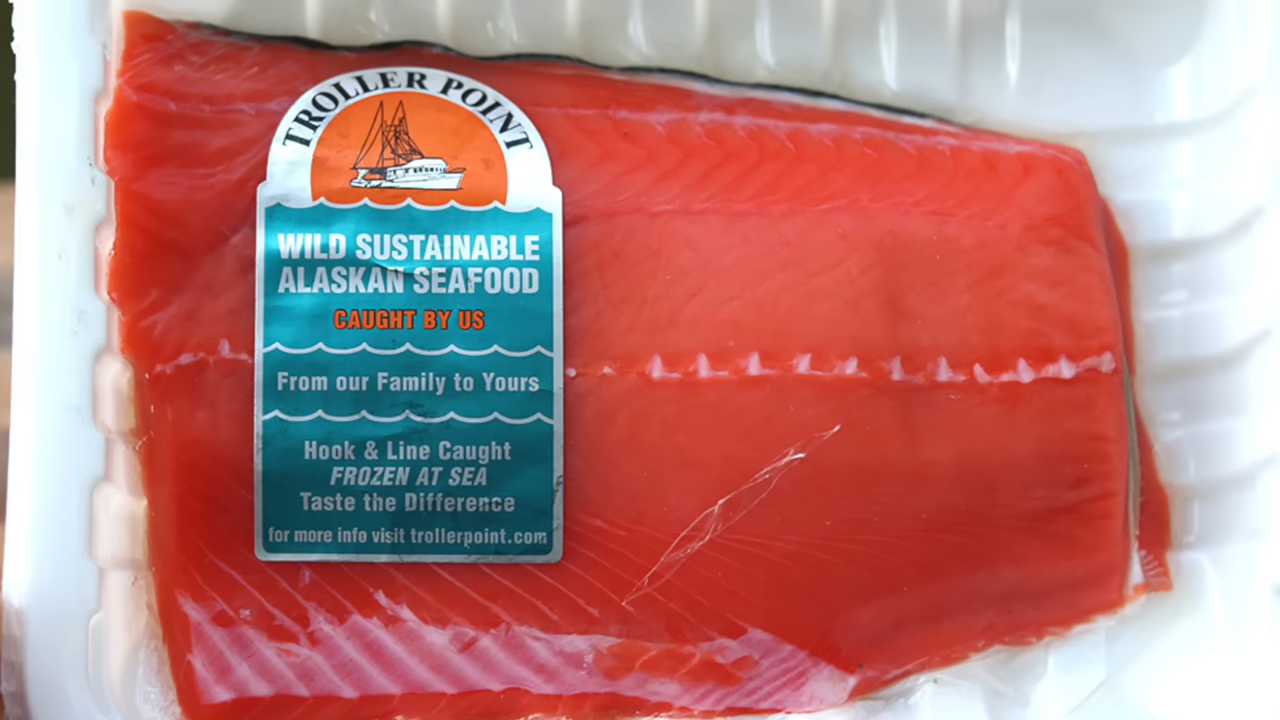 TROLLER POINT
WILD SUSTAINABLE
ALASKAN SEAFOOD
CAUGHT BY US
From our Family to Yours
Hook & Line Caught
FROZEN AT SEA
Taste the Difference
for more info visit trollerpoint.com